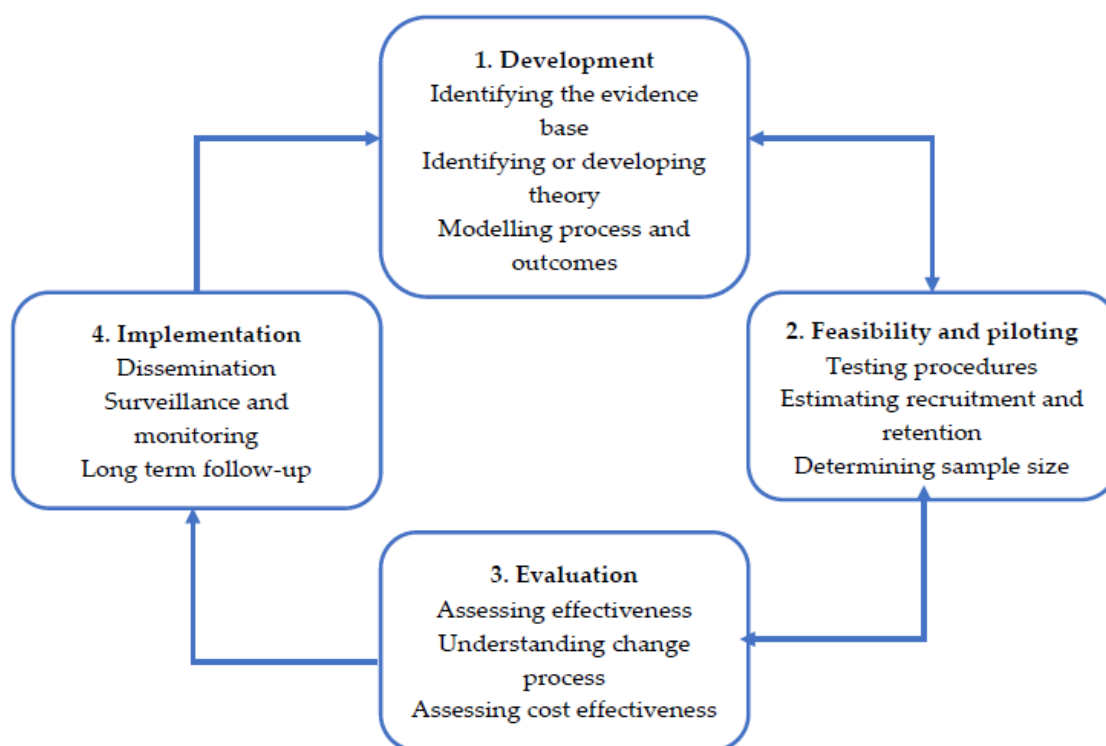 1. Development
Identifying the evidence
base
Identifying or developing
theory
Modelling process and
outcomes
4. Implementation
Dissemination
Surveillance and
monitoring
Long term follow-up
2. Feasibility and piloting
Testing procedures
Estimating recruitment and
retention
Determining sample size
3. Evaluation
Assessing effectiveness
Understanding change
process
Assessing cost effectiveness